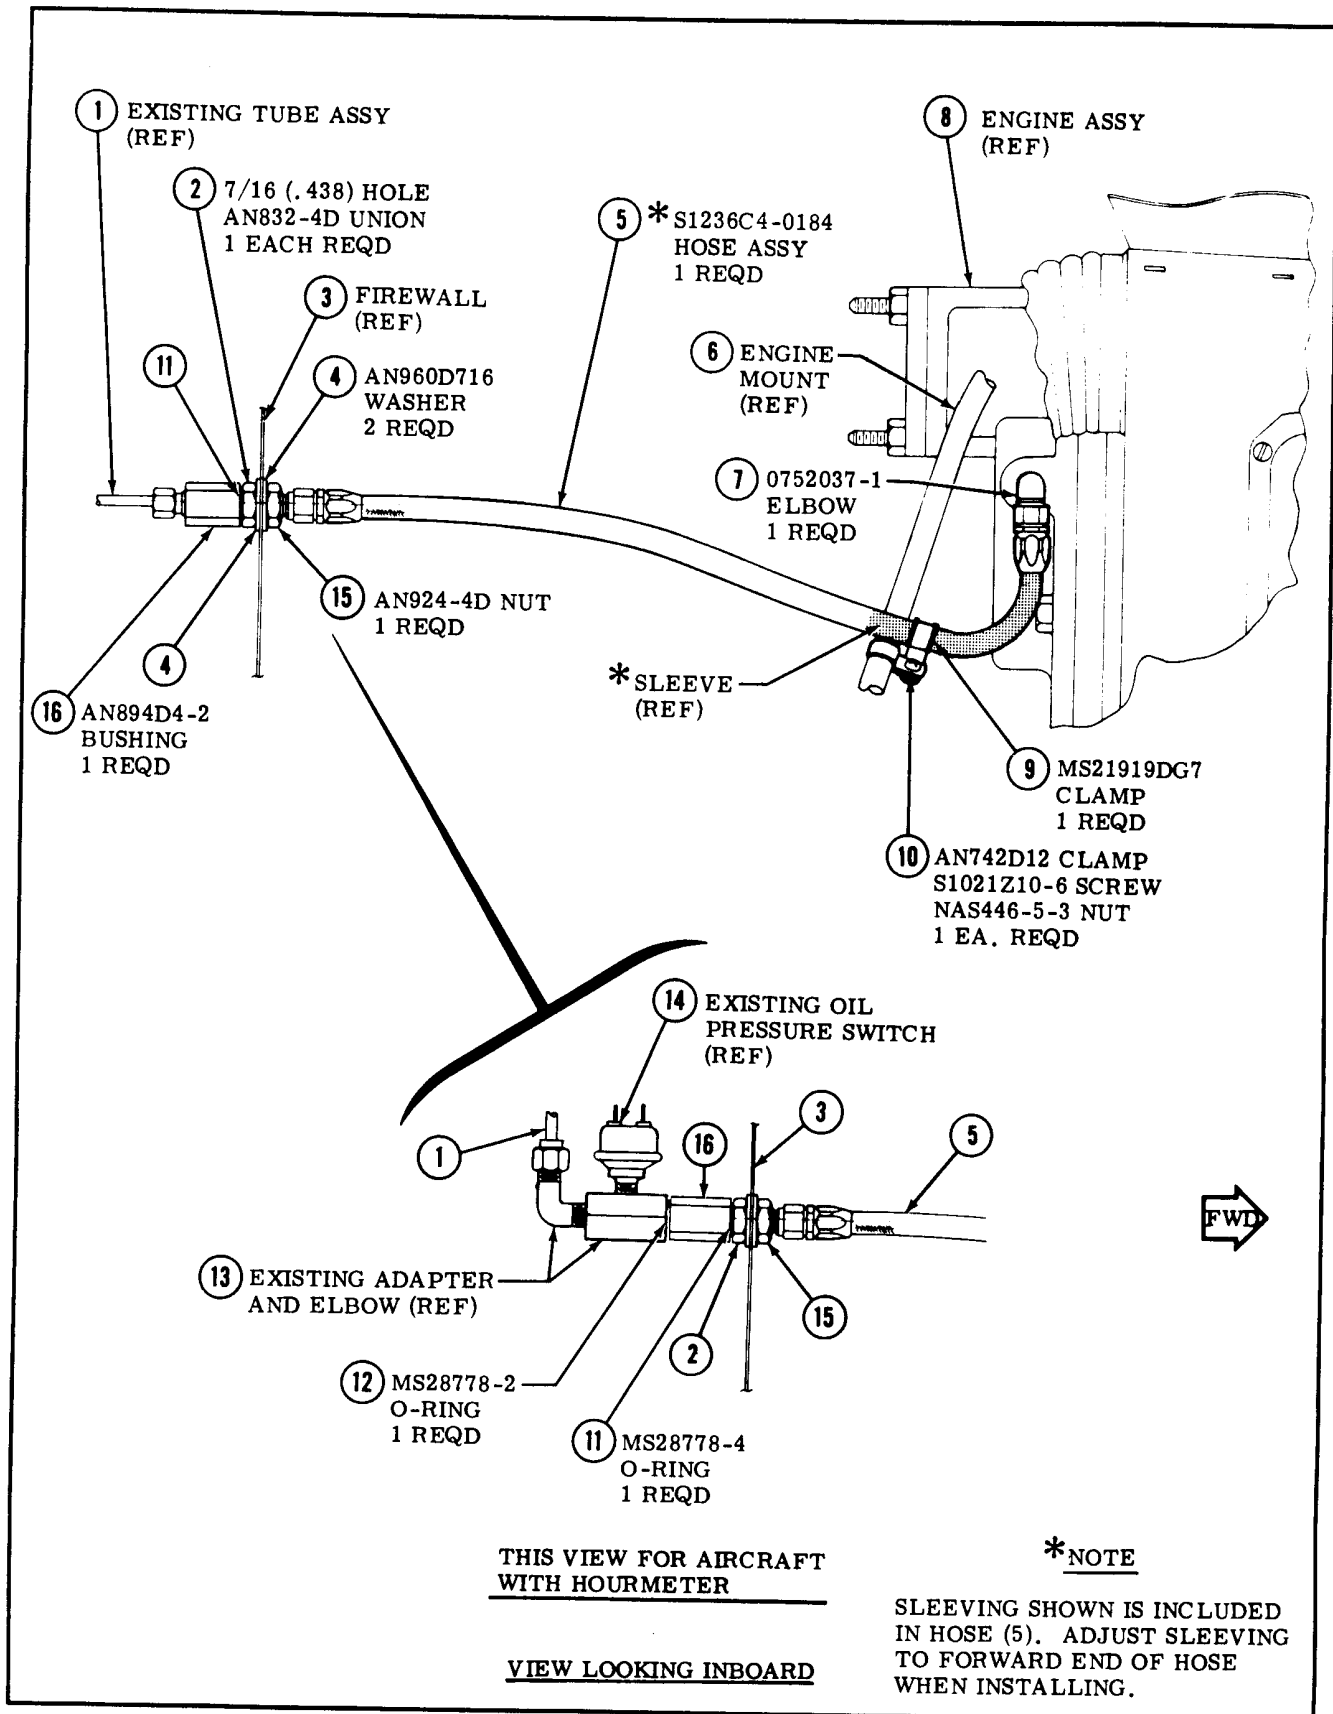 1 EXISTING TUBE ASSY
(REF)
2 7/16 (.438) HOLE
AN832-4D UNION
1 EACH REQD
3 FIREWALL
(REF)
11
4 AN960D716
WASHER
2 REQD
5 *S1236C4-0184
HOSE ASSY
1 REQD
8 ENGINE ASSY
(REF)
6 ENGINE
MOUNT
(REF)
7 0752037-1
ELBOW
1 REQD
15 AN924-4D NUT
1 REQD
4
16 AN894D4-2
BUSHING
1 REQD
*SLEEVE
(REF)
9 MS21919DG7
CLAMP
1 REQD
10 AN742D12 CLAMP
S1021Z10-6 SCREW
NAS446-5-3 NUT
1 EA. REQD
14 EXISTING OIL
PRESSURE SWITCH
(REF)
1
16
3
5
FWD
13 EXISTING ADAPTER
AND ELBOW (REF)
2
15
12 MS28778-2
O-RING
1 REQD
11 MS28778-4
O-RING
1 REQD
THIS VIEW FOR AIRCRAFT
WITH HOURMETER
VIEW LOOKING INBOARD
*NOTE
SLEEVING SHOWN IS INCLUDED
IN HOSE (5). ADJUST SLEEVING
TO FORWARD END OF HOSE
WHEN INSTALLING.